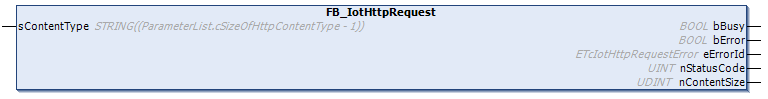 FB_IotHttpRequest
sContentType STRING((ParameterList.cSizeOfHttpContentType - 1)) BOOL bBusy
BOOL bError
ETcIotHttpRequestError eErrorId
UINT nStatusCode
UDINT nContentSize